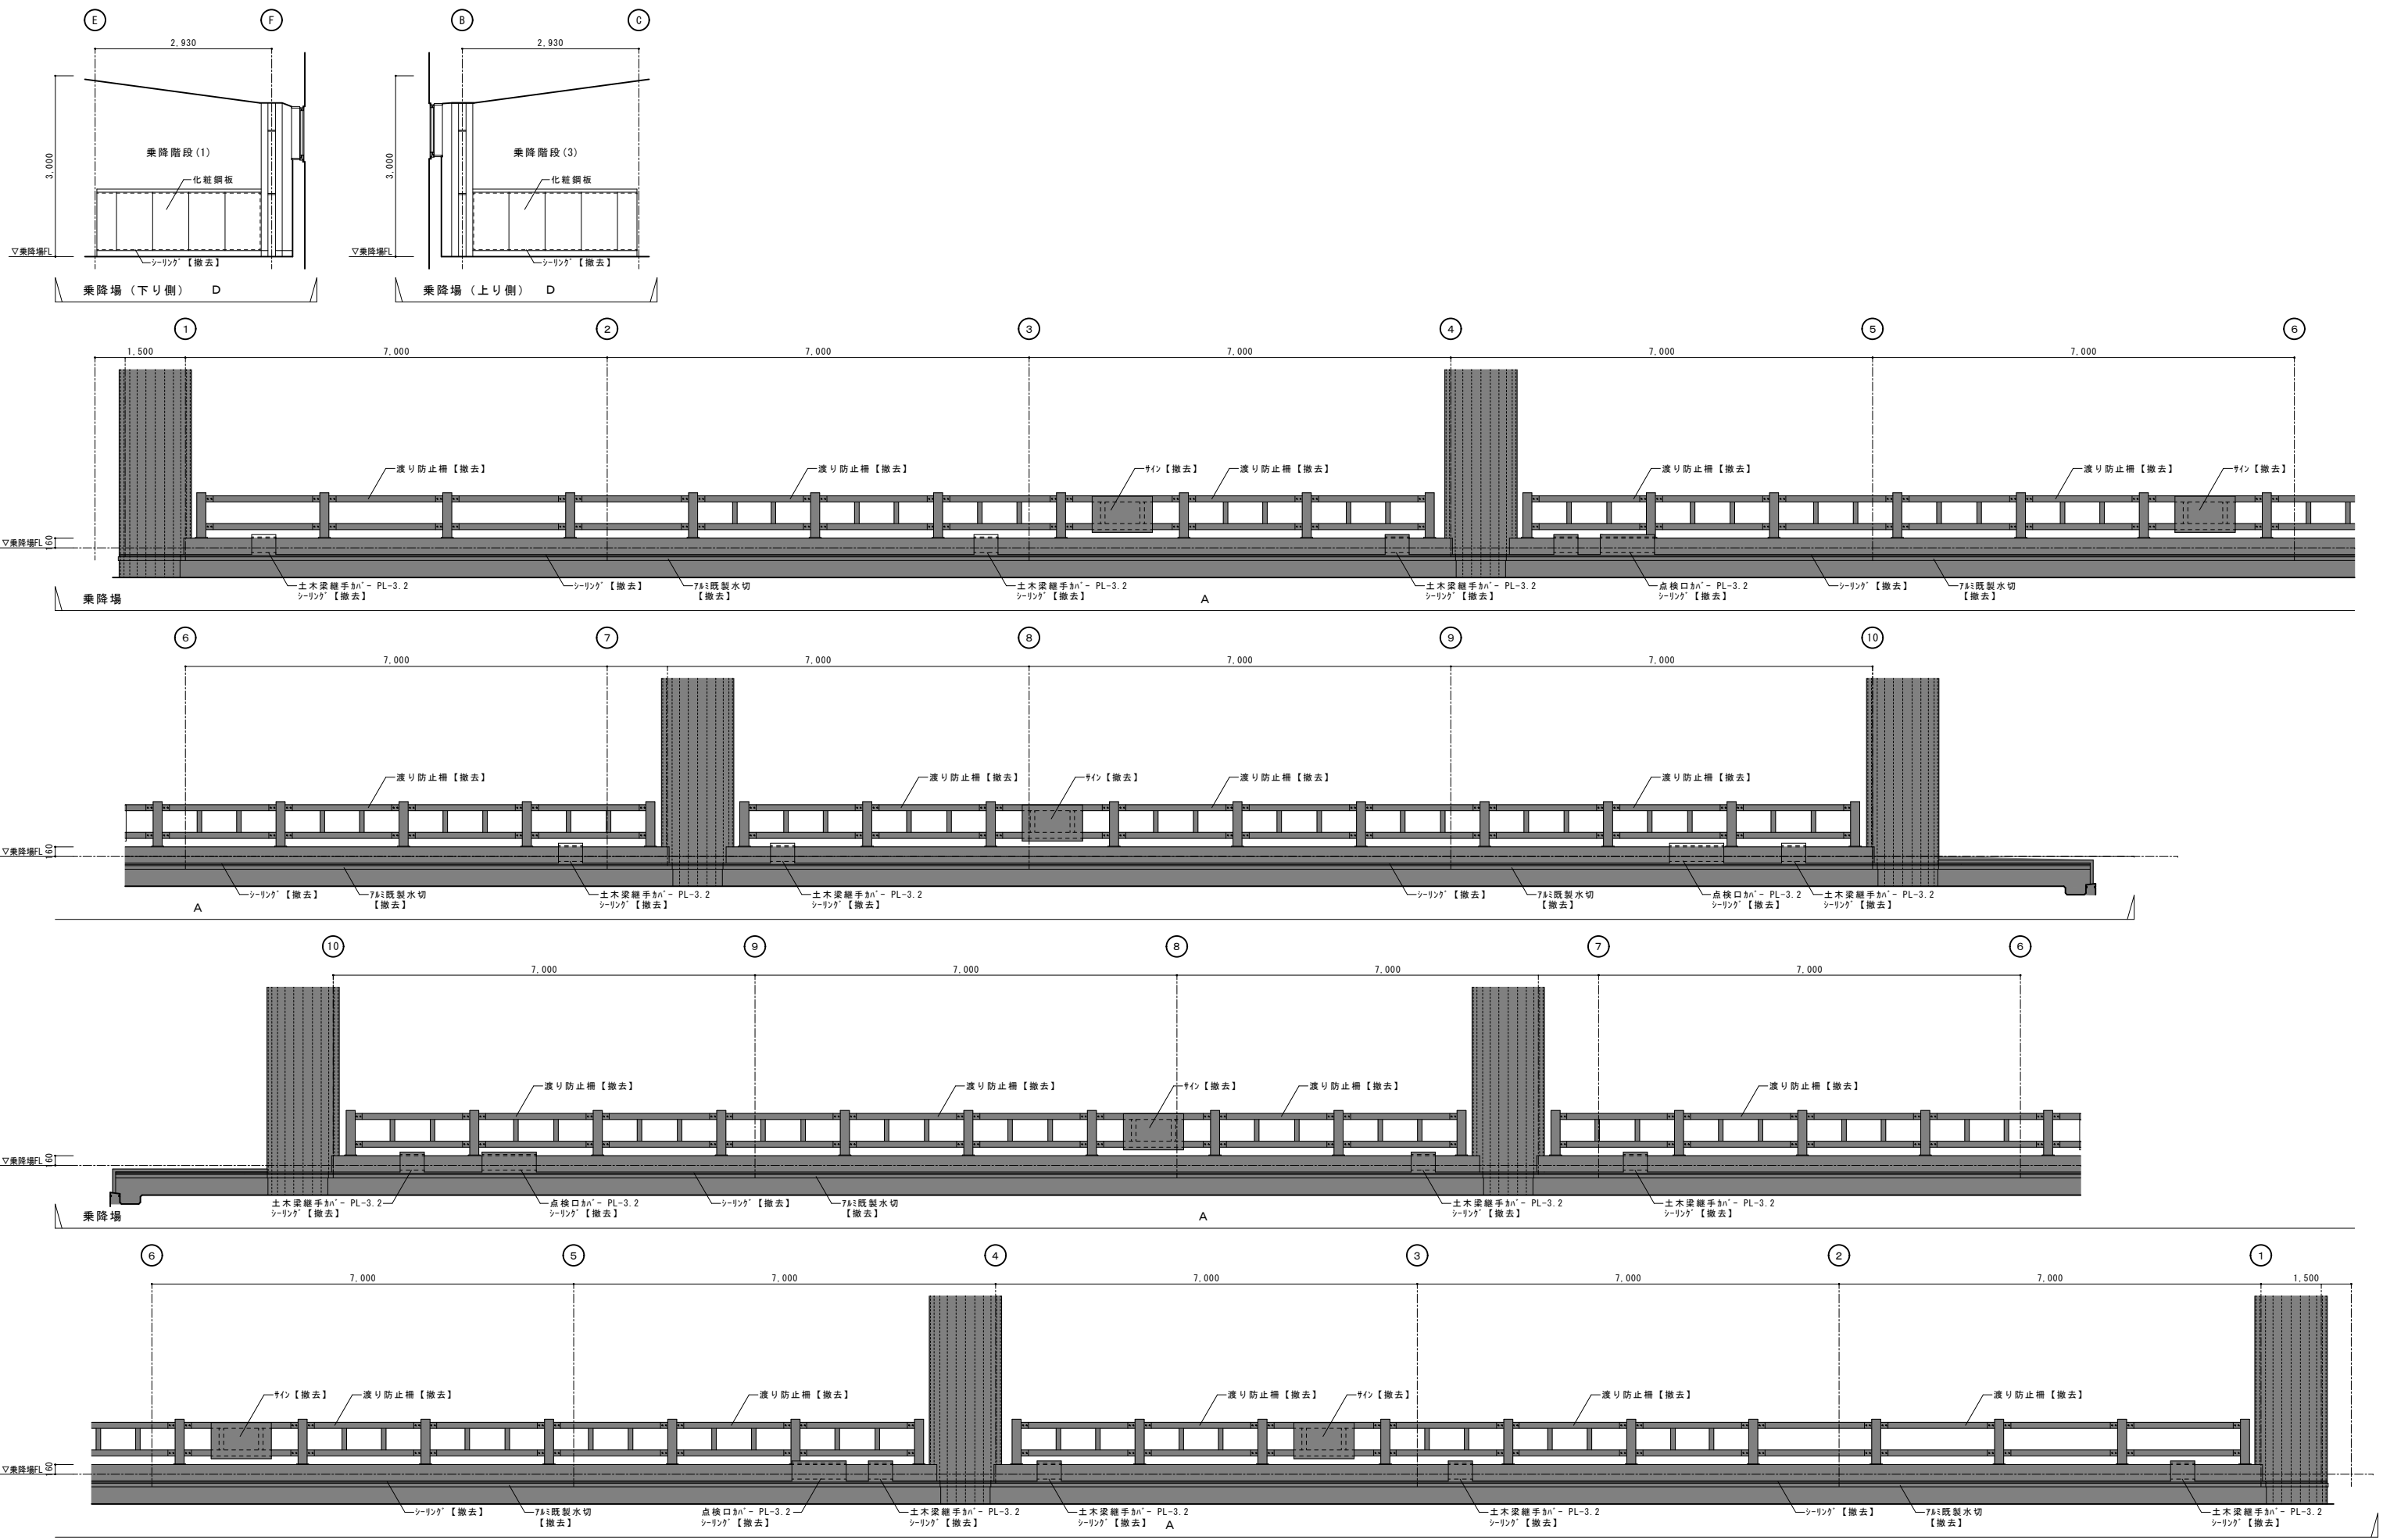 E F B C
2,930 2,930
3,000 3,000
乗降階段(1) 乗降階段(3)
化粧鋼板 化粧鋼板
▽乗降場FL ▽乗降場FL
シーリング【撤去】 シーリング【撤去】
乗降場(下り側) D 乗降場(上り側) D
1 2 3 4 5 6
1,500 7,000 7,000 7,000 7,000 7,000
渡り防止柵【撤去】 渡り防止柵【撤去】 サイン【撤去】 渡り防止柵【撤去】 渡り防止柵【撤去】 渡り防止柵【撤去】 サイン【撤去】
▽乗降場FL 160
土木梁継手カバー PL-3.2 シーリング【撤去】 アルミ既製水切 土木梁継手カバー PL-3.2 土木梁継手カバー PL-3.2 点検口カバー PL-3.2 シーリング【撤去】 アルミ既製水切
シーリング【撤去】 【撤去】 シーリング【撤去】 シーリング【撤去】 シーリング【撤去】 【撤去】
乗降場 A
6 7 8 9 10
7,000 7,000 7,000 7,000
渡り防止柵【撤去】 渡り防止柵【撤去】 サイン【撤去】 渡り防止柵【撤去】 渡り防止柵【撤去】
▽乗降場FL 160
シーリング【撤去】 アルミ既製水切 土木梁継手カバー PL-3.2 土木梁継手カバー PL-3.2 シーリング【撤去】 アルミ既製水切 点検口カバー PL-3.2 土木梁継手カバー PL-3.2
【撤去】 シーリング【撤去】 シーリング【撤去】 【撤去】 シーリング【撤去】 シーリング【撤去】
A
10 9 8 7 6
7,000 7,000 7,000 7,000
渡り防止柵【撤去】 渡り防止柵【撤去】 サイン【撤去】 渡り防止柵【撤去】 渡り防止柵【撤去】
▽乗降場FL 160
土木梁継手カバー PL-3.2 点検口カバー PL-3.2 シーリング【撤去】 アルミ既製水切 土木梁継手カバー PL-3.2 土木梁継手カバー PL-3.2
シーリング【撤去】 シーリング【撤去】 【撤去】 シーリング【撤去】 シーリング【撤去】
乗降場 A
6 5 4 3 2 1
7,000 7,000 7,000 7,000 7,000 1,500
サイン【撤去】 渡り防止柵【撤去】 渡り防止柵【撤去】 渡り防止柵【撤去】 サイン【撤去】 渡り防止柵【撤去】 渡り防止柵【撤去】
▽乗降場FL 160
シーリング【撤去】 アルミ既製水切 点検口カバー PL-3.2 土木梁継手カバー PL-3.2 土木梁継手カバー PL-3.2 土木梁継手カバー PL-3.2 シーリング【撤去】 アルミ既製水切 土木梁継手カバー PL-3.2
【撤去】 シーリング【撤去】 シーリング【撤去】 シーリング【撤去】 シーリング【撤去】 【撤去】 シーリング【撤去】
A